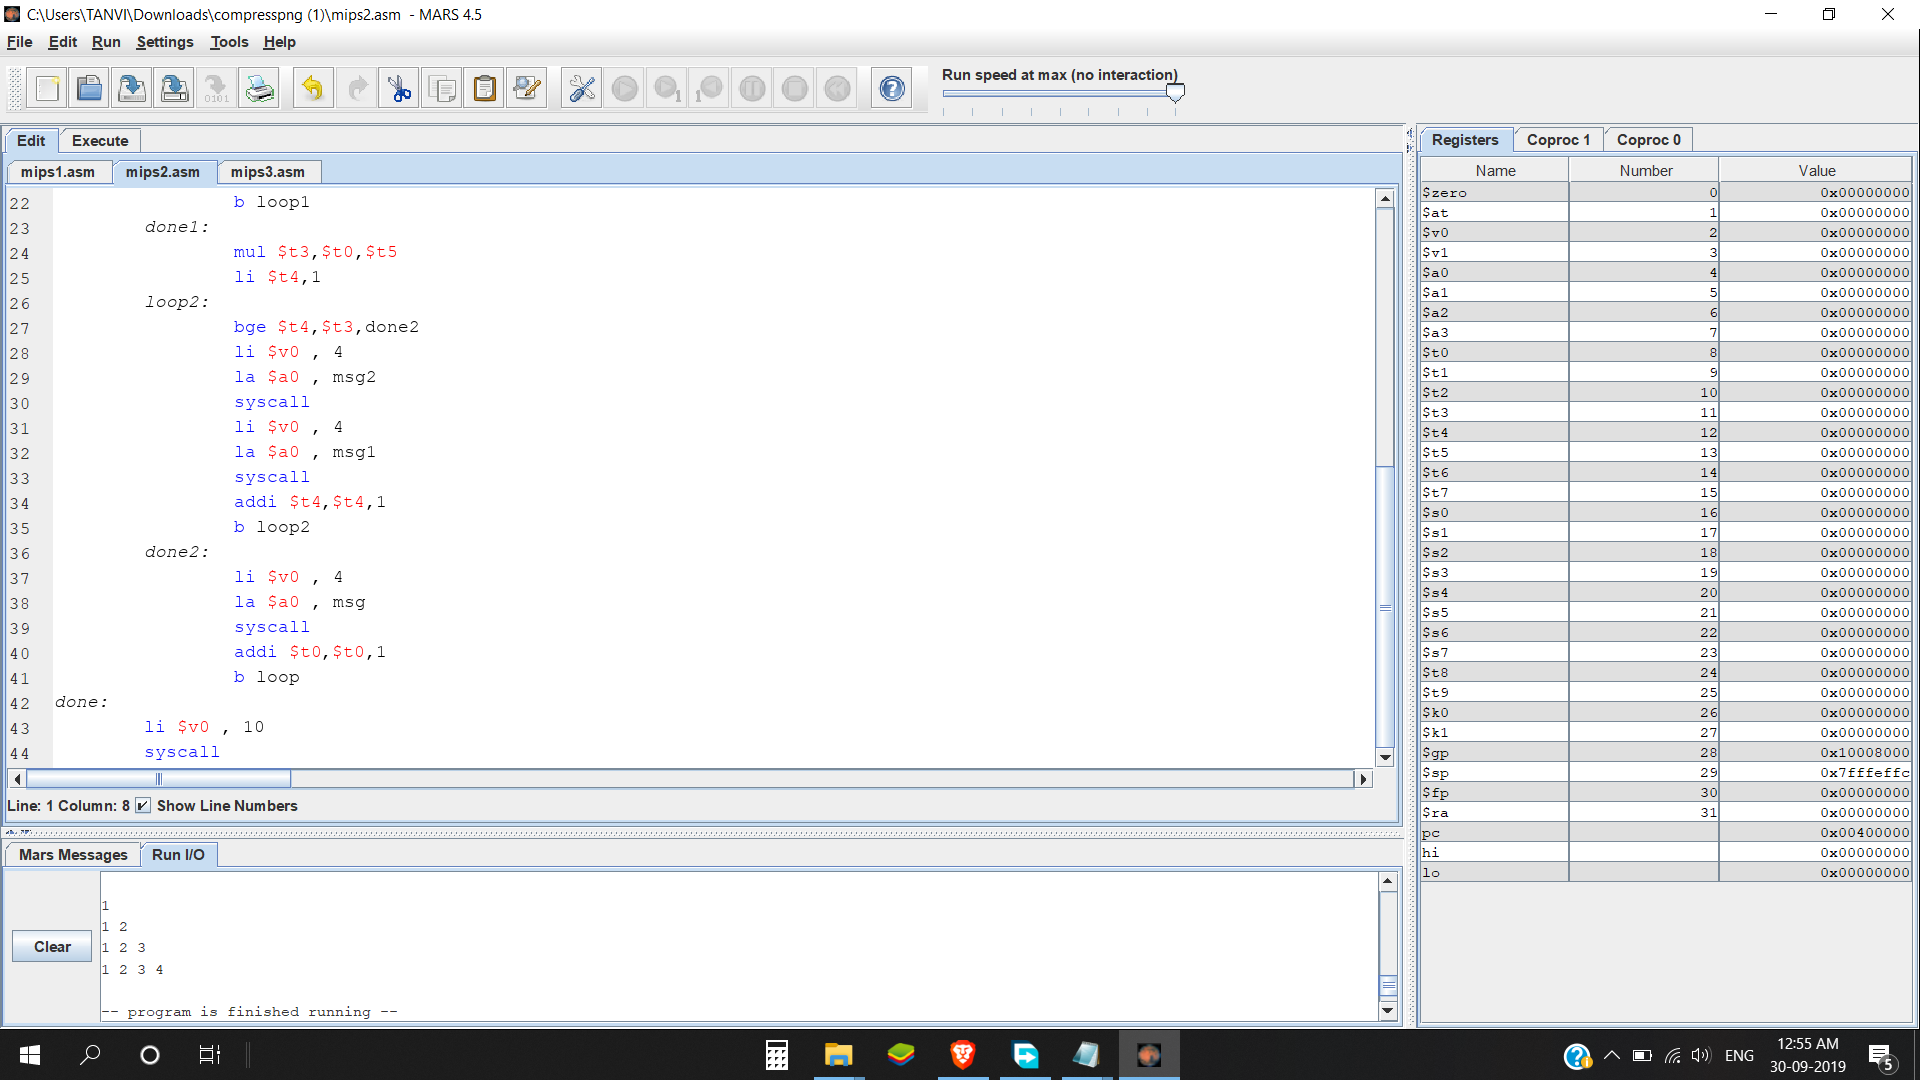 C:\Users\TANVI\Downloads\compresspng (1)\mips2.asm - MARS 4.5
File Edit Run Settings Tools Help
Run speed at max (no interaction)
Edit Execute
mips1.asm mips2.asm mips3.asm
22 b loop1
23 done1:
24 mul $t3,$t0,$t5
25 li $t4,1
26 loop2:
27 bge $t4,$t3,done2
28 li $v0 , 4
29 la $a0 , msg2
30 syscall
31 li $v0 , 4
32 la $a0 , msg1
33 syscall
34 addi $t4,$t4,1
35 b loop2
36 done2:
37 li $v0 , 4
38 la $a0 , msg
39 syscall
40 addi $t0,$t0,1
41 b loop
42 done:
43 li $v0 , 10
44 syscall
Line: 1 Column: 8 Show Line Numbers
Mars Messages Run I/O
Clear
1
1 2
1 2 3
1 2 3 4
-- program is finished running --
Registers Coproc 1 Coproc 0
Name Number Value
$zero 0 0x00000000
$at 1 0x00000000
$v0 2 0x00000000
$v1 3 0x00000000
$a0 4 0x00000000
$a1 5 0x00000000
$a2 6 0x00000000
$a3 7 0x00000000
$t0 8 0x00000000
$t1 9 0x00000000
$t2 10 0x00000000
$t3 11 0x00000000
$t4 12 0x00000000
$t5 13 0x00000000
$t6 14 0x00000000
$t7 15 0x00000000
$s0 16 0x00000000
$s1 17 0x00000000
$s2 18 0x00000000
$s3 19 0x00000000
$s4 20 0x00000000
$s5 21 0x00000000
$s6 22 0x00000000
$s7 23 0x00000000
$t8 24 0x00000000
$t9 25 0x00000000
$k0 26 0x00000000
$k1 27 0x00000000
$gp 28 0x10008000
$sp 29 0x7fffeffc
$fp 30 0x00000000
$ra 31 0x00000000
pc 0x00400000
hi 0x00000000
lo 0x00000000
ENG
12:55 AM
30-09-2019
5